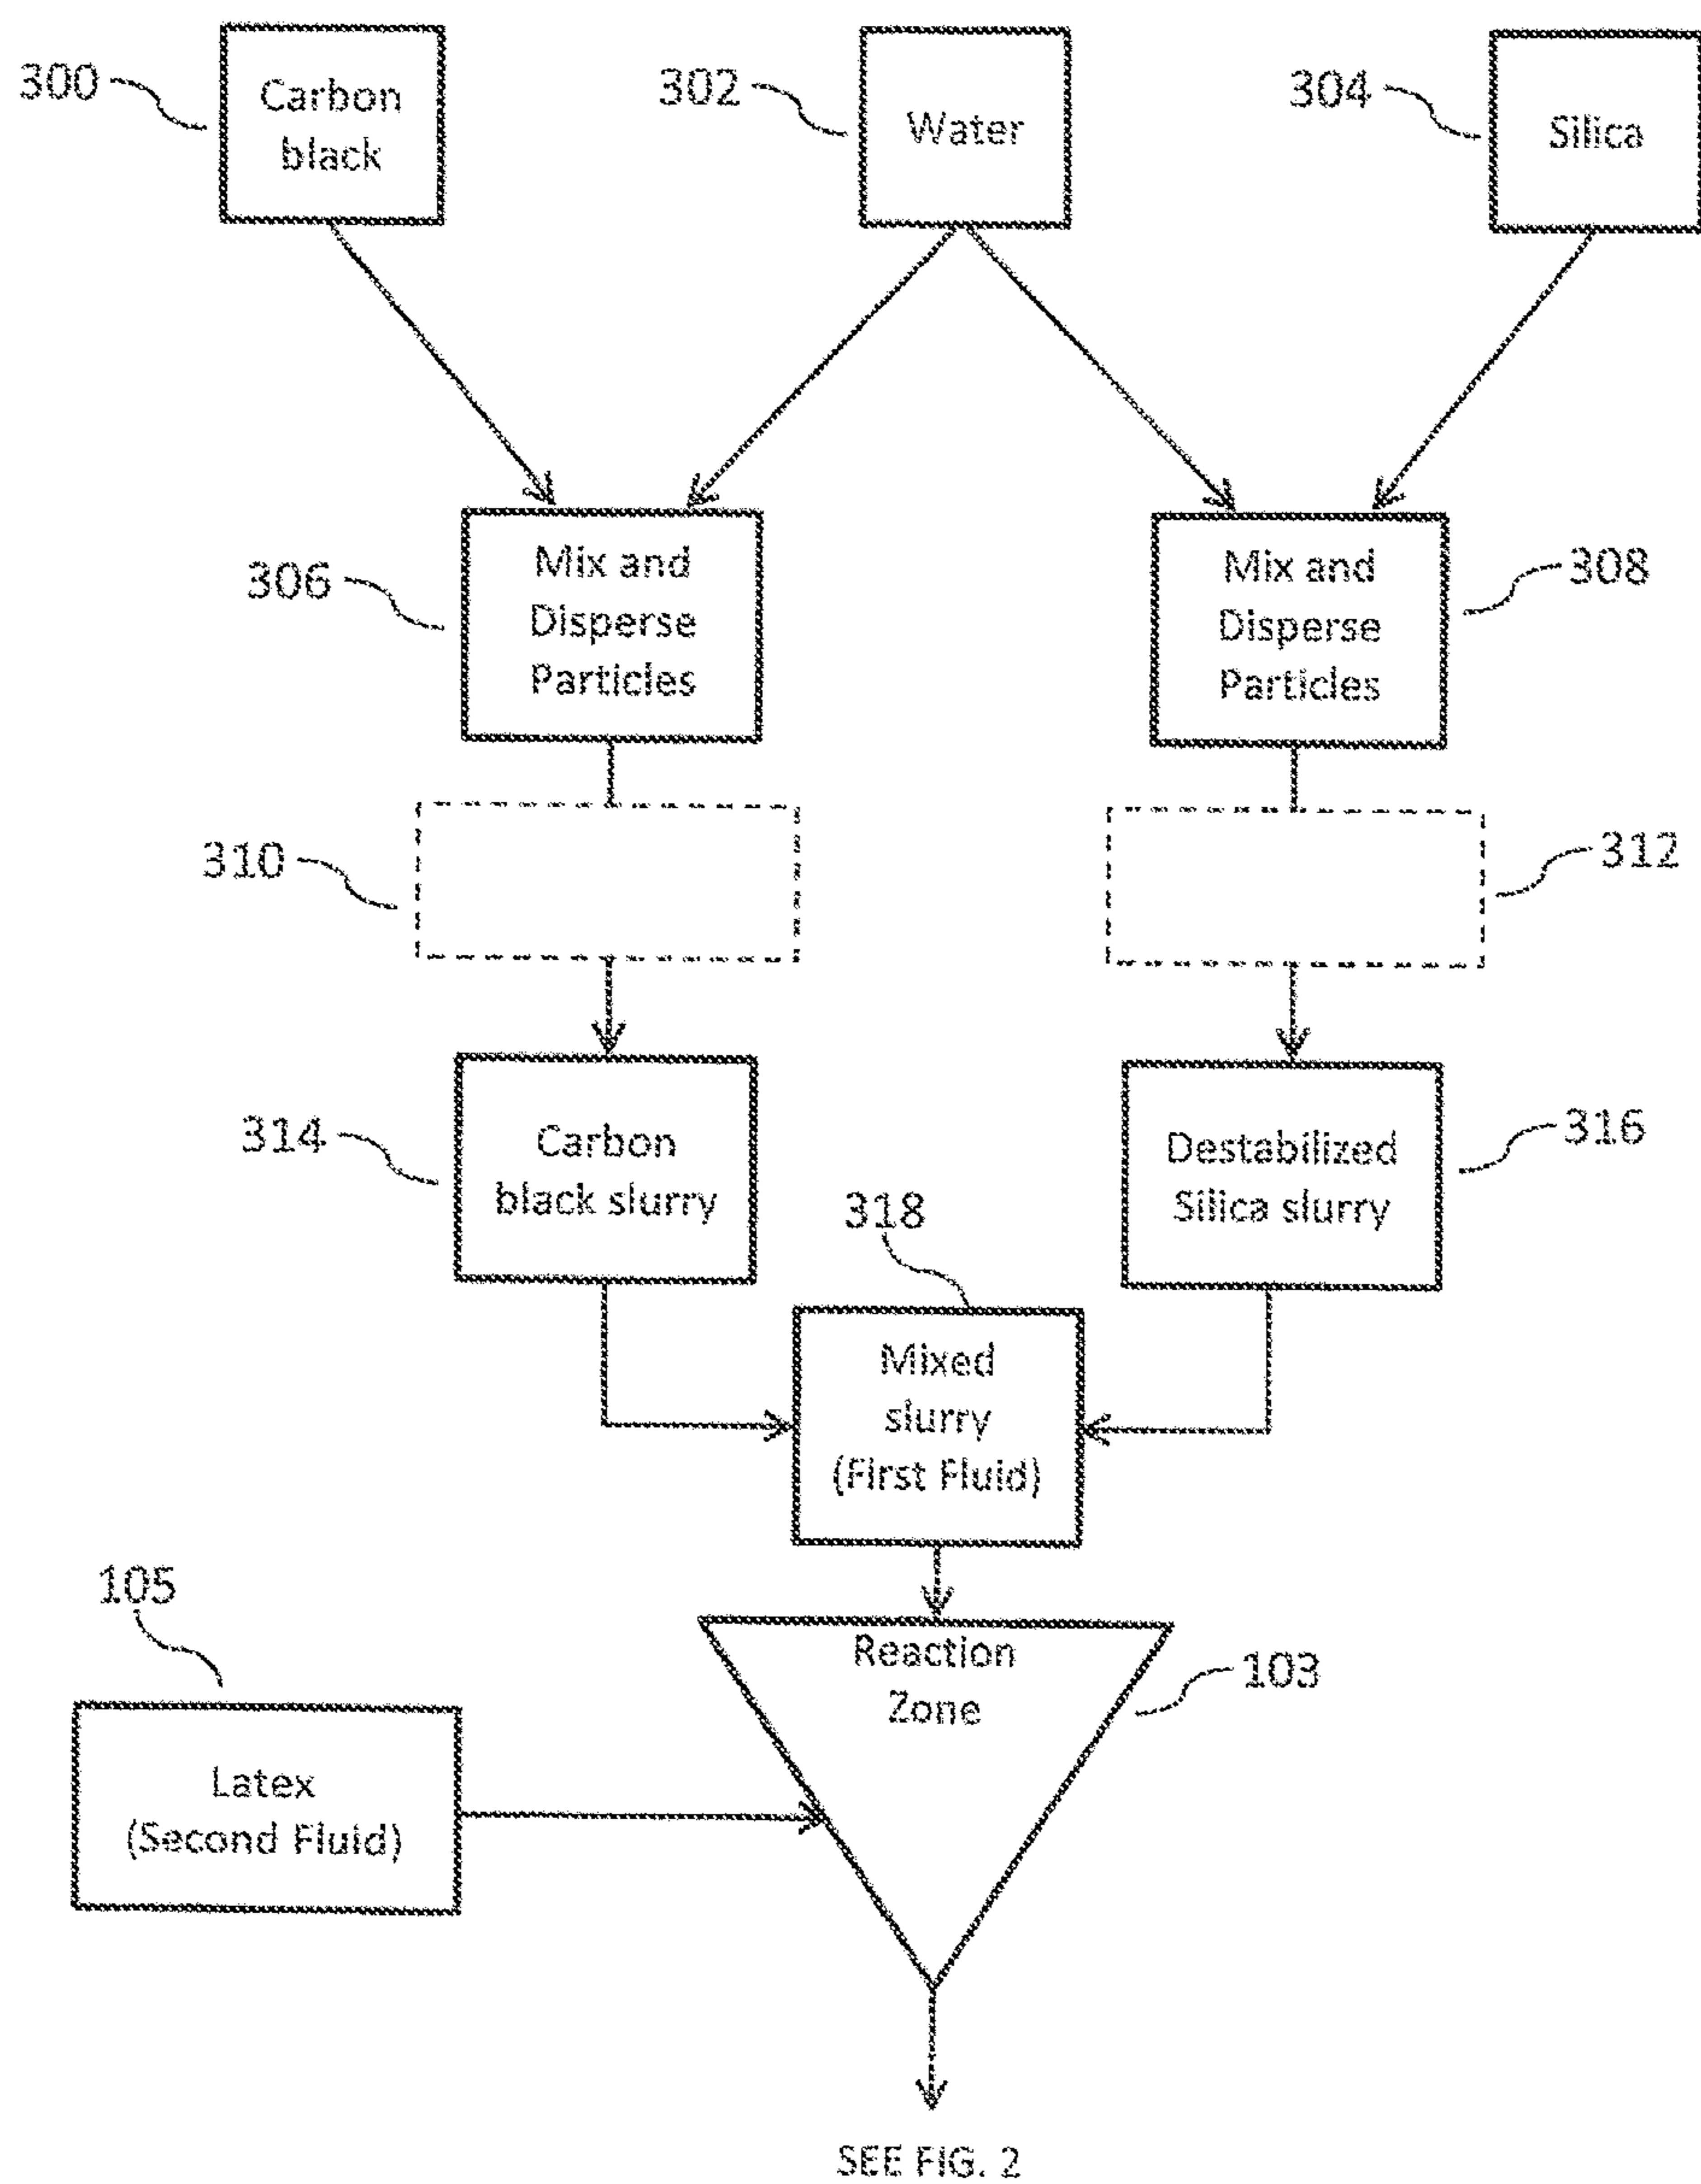 300
Carbon
black
302
Water
304
Silica
306
Mix and
Disperse
Particles
Mix and
Disperse
Particles
308
310
312
314
Carbon
black slurry
Destabilized
Silica slurry
316
318
Mixed
slurry
(First Fluid)
105
Latex
(Second Fluid)
Reaction
Zone
103
SEE FIG. 2